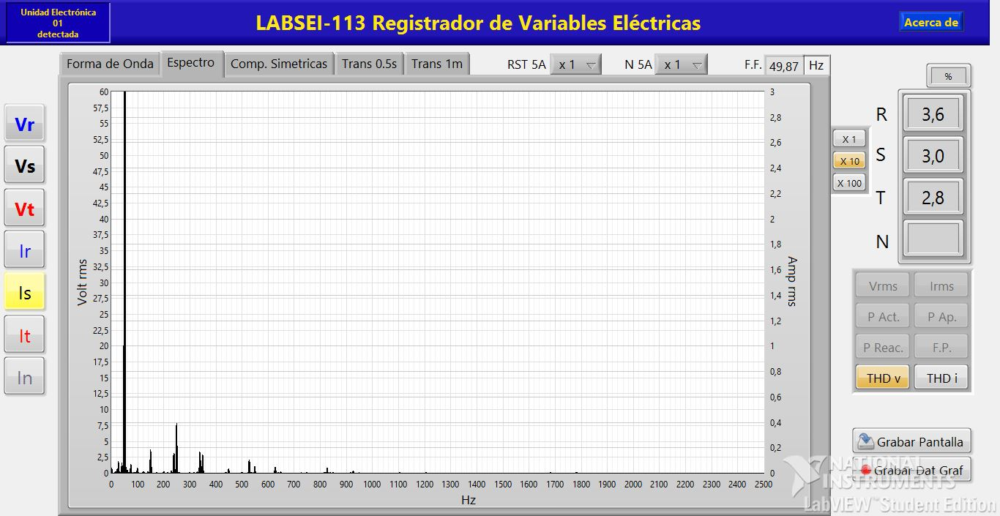 Unidad Electrónica
01
detectada
LABSEI-113 Registrador de Variables Eléctricas
Acerca de
Forma de Onda
Espectro
Comp. Simetricas
Trans 0.5s
Trans 1m
RST 5A
x 1
N 5A
x 1
F.F.
49,87
Hz
%
Vr
Vs
Vt
Ir
Is
It
In
Volt rms
60
57,5
55
52,5
50
47,5
45
42,5
40
37,5
35
32,5
30
27,5
25
22,5
20
17,5
15
12,5
10
7,5
5
2,5
0
0 100 200 300 400 500 600 700 800 900 1000 1100 1200 1300 1400 1500 1600 1700 1800 1900 2000 2100 2200 2300 2400 2500
Hz
3
2,8
2,6
2,4
2,2
2
1,8
1,6
1,4
1,2
1
0,8
0,6
0,4
0,2
0
Amp rms
X 1
X 10
X 100
R 3,6
S 3,0
T 2,8
N
Vrms Irms
P Act. P Ap.
P Reac. F.P.
THD v THD i
Grabar Pantalla
Grabar Dat Graf
NATIONAL
INSTRUMENTS
LabVIEW™ Student Edition